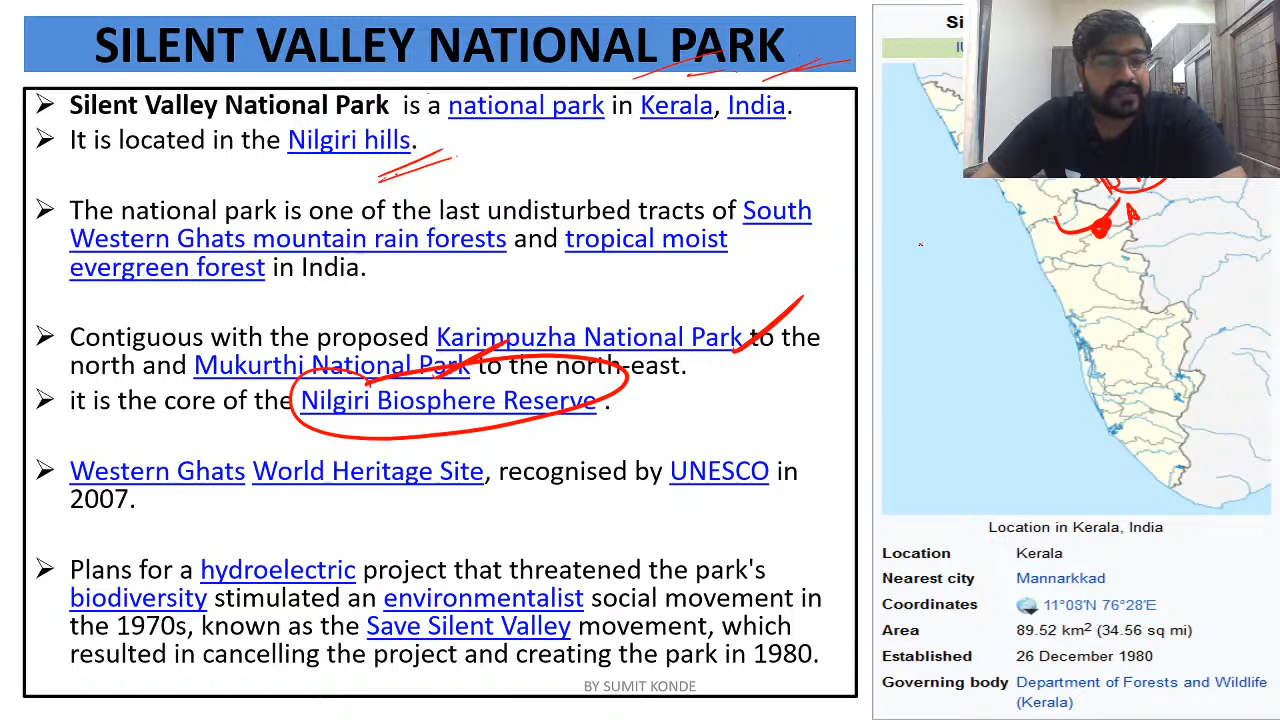 SILENT VALLEY NATIONAL PARK
Silent Valley National Park is a national park in Kerala, India.
It is located in the Nilgiri hills.
The national park is one of the last undisturbed tracts of South
Western Ghats mountain rain forests and tropical moist
evergreen forest in India.
Contiguous with the proposed Karimpuzha National Park to the
north and Mukurthi National Park to the north-east.
it is the core of the Nilgiri Biosphere Reserve .
Western Ghats World Heritage Site, recognised by UNESCO in
2007.
Plans for a hydroelectric project that threatened the park's
biodiversity stimulated an environmentalist social movement in
the 1970s, known as the Save Silent Valley movement, which
resulted in cancelling the project and creating the park in 1980.
BY SUMIT KONDE
Si
IU
Location in Kerala, India
Location Kerala
Nearest city Mannarkkad
Coordinates 11°08′N 76°28′E
Area 89.52 km² (34.56 sq mi)
Established 26 December 1980
Governing body Department of Forests and Wildlife
(Kerala)